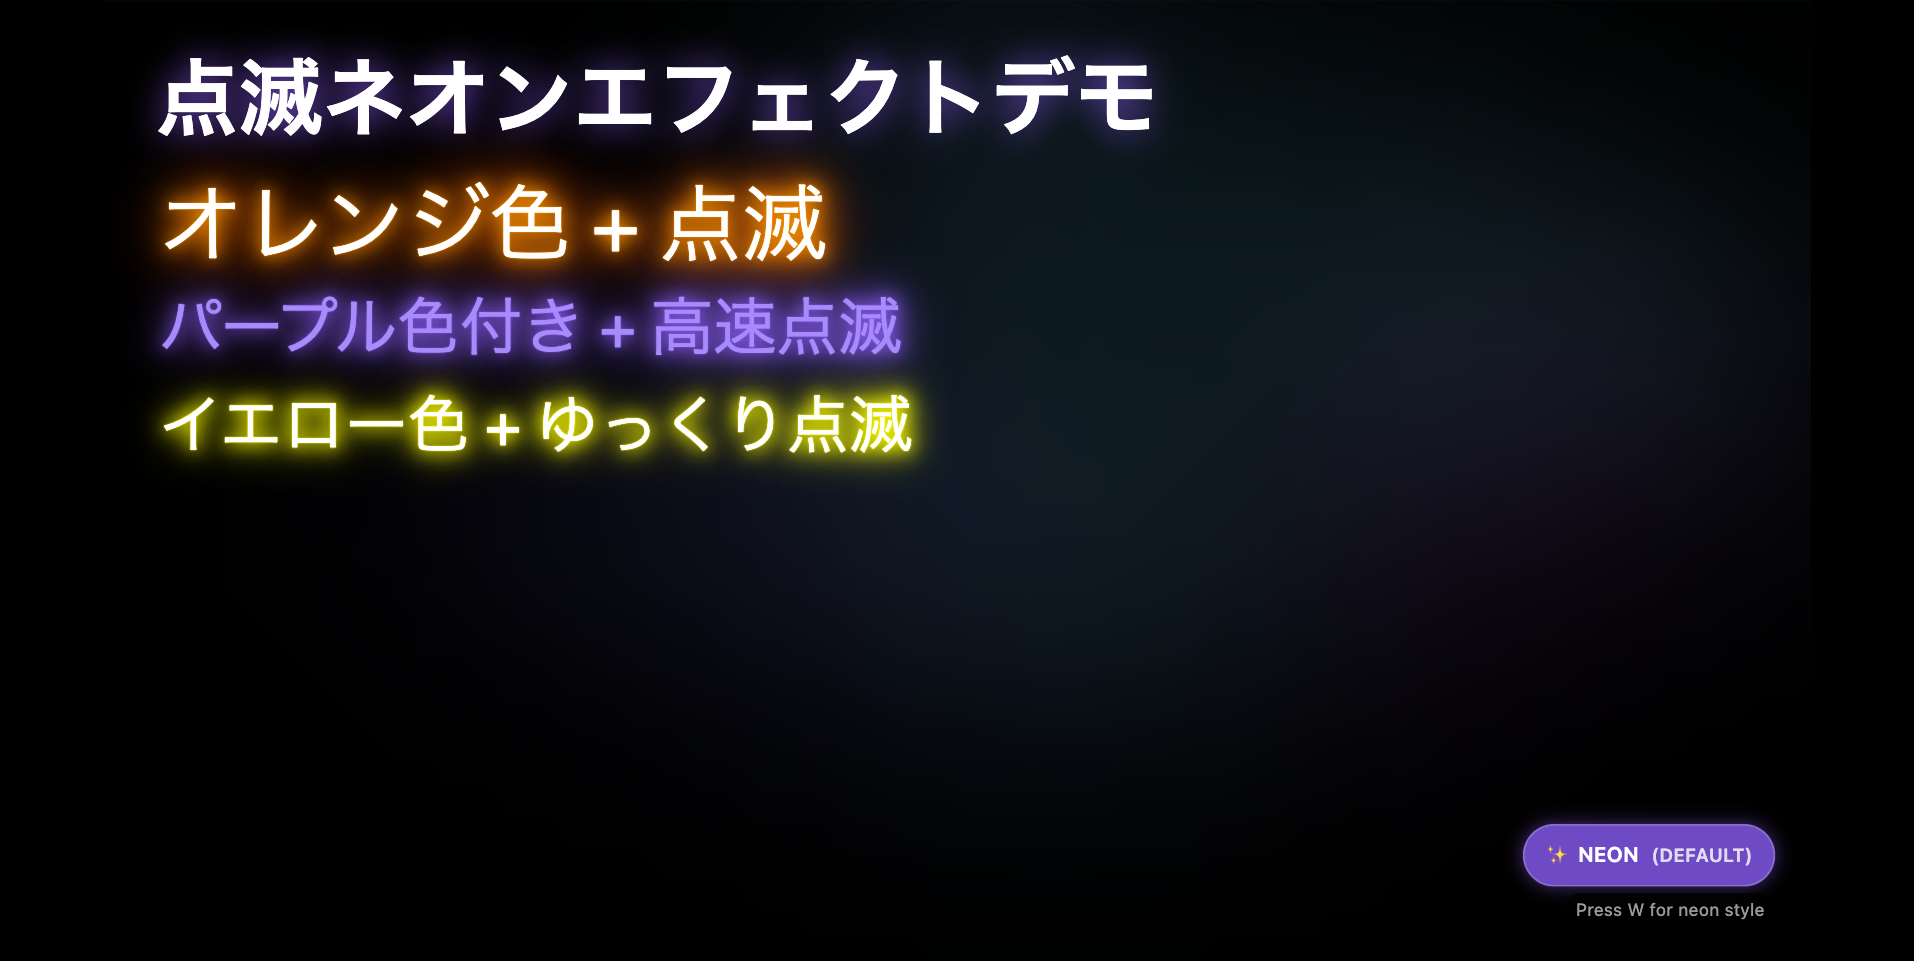 点滅ネオンエフェクトデモ
オレンジ色 + 点滅
パープル色付き + 高速点滅
イエロー色 + ゆっくり点滅
✨ NEON (DEFAULT)
Press W for neon style